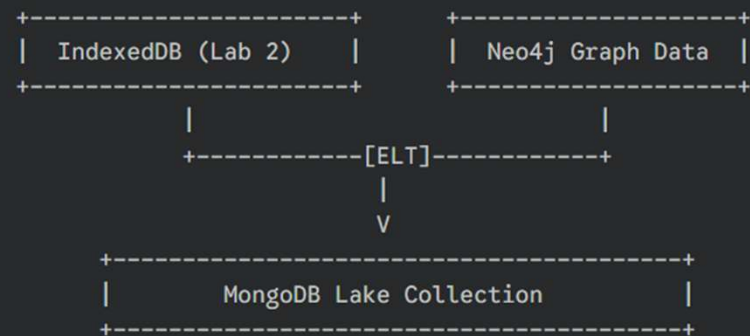 +------------------------+      +---------------------+
|  IndexedDB (Lab 2)     |      |  Neo4j Graph Data   |
+------------------------+      +---------------------+
            |                              |
            +------------[ELT]------------+
                          |
                          V
      +------------------------------------------+
      |        MongoDB Lake Collection           |
      +------------------------------------------+